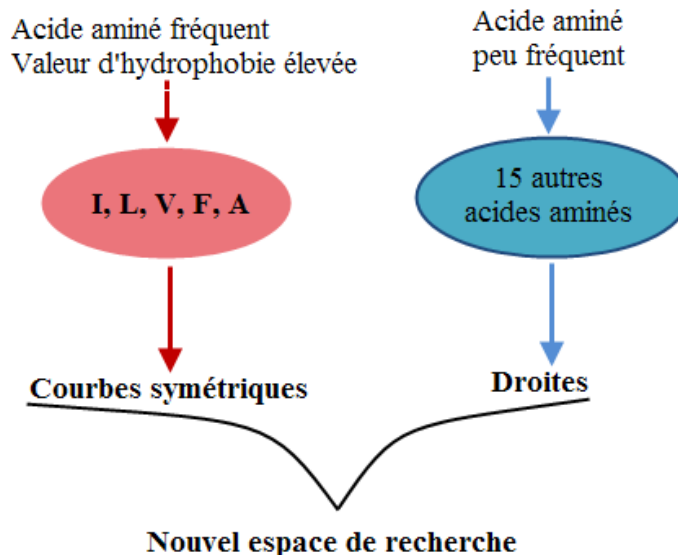 Acide aminé fréquent
Valeur d'hydrophobie élevée
Acide aminé
peu fréquent
I, L, V, F, A
15 autres
acides aminés
Courbes symétriques
Droites
Nouvel espace de recherche